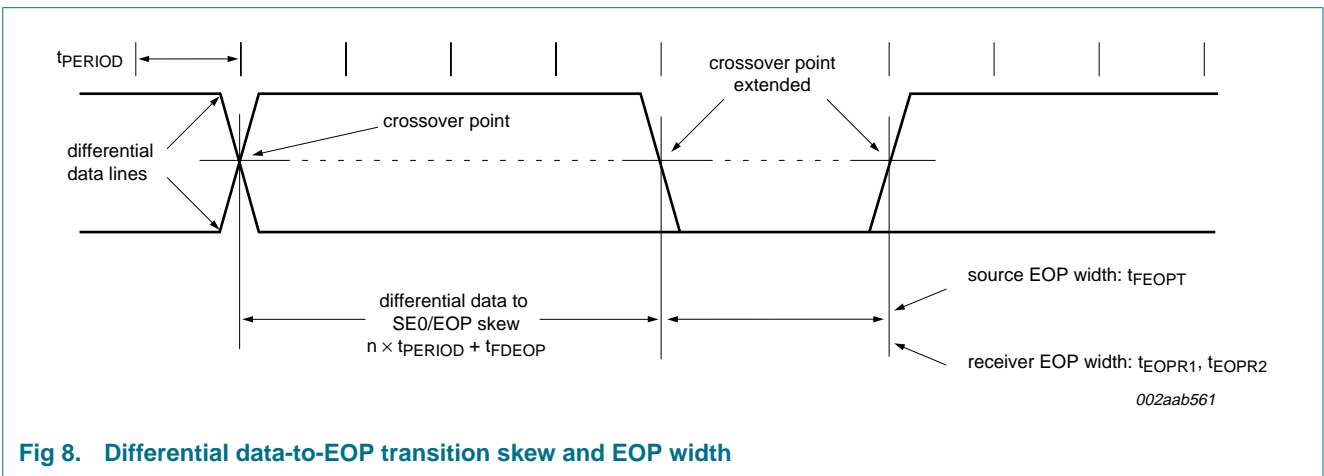 tPERIOD
crossover point
extended
crossover point
differential
data lines
differential data to
SE0/EOP skew
n × tPERIOD + tFDEOP
source EOP width: tFEOPT
receiver EOP width: tEOPR1, tEOPR2
002aab561
Fig 8. Differential data-to-EOP transition skew and EOP width